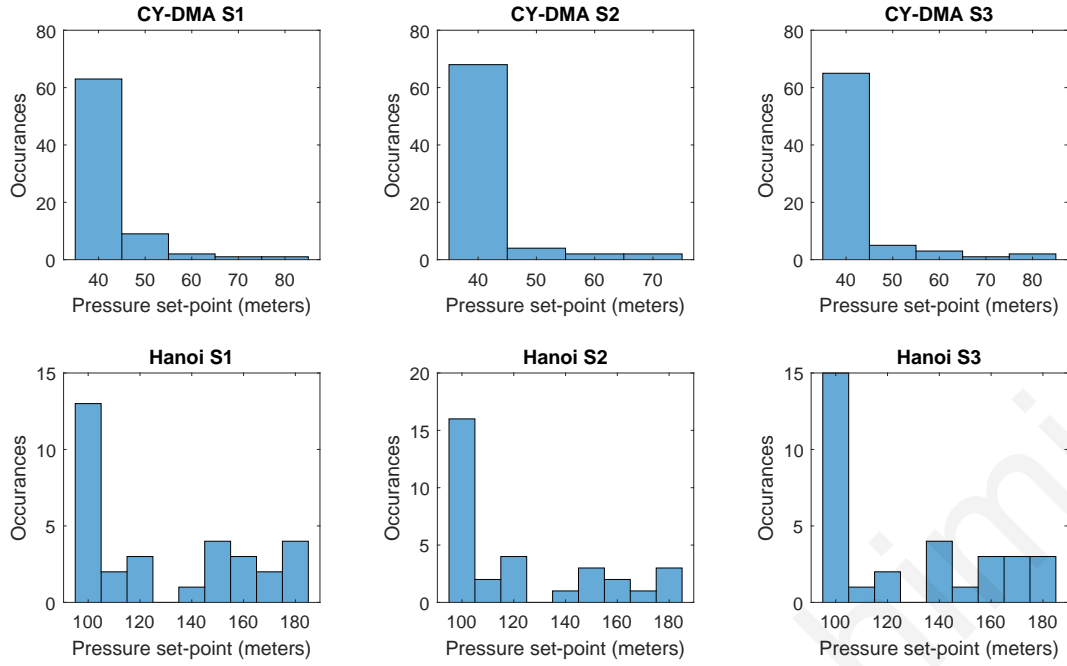 CY-DMA S1
80
60
40
20
0
Occurances
40 50 60 70 80
Pressure set-point (meters)
CY-DMA S2
80
60
40
20
0
Occurances
40 50 60 70
Pressure set-point (meters)
CY-DMA S3
80
60
40
20
0
Occurances
40 50 60 70 80
Pressure set-point (meters)
Hanoi S1
15
10
5
0
Occurances
100 120 140 160 180
Pressure set-point (meters)
Hanoi S2
20
15
10
5
0
Occurances
100 120 140 160 180
Pressure set-point (meters)
Hanoi S3
15
10
5
0
Occurances
100 120 140 160 180
Pressure set-point (meters)
himi